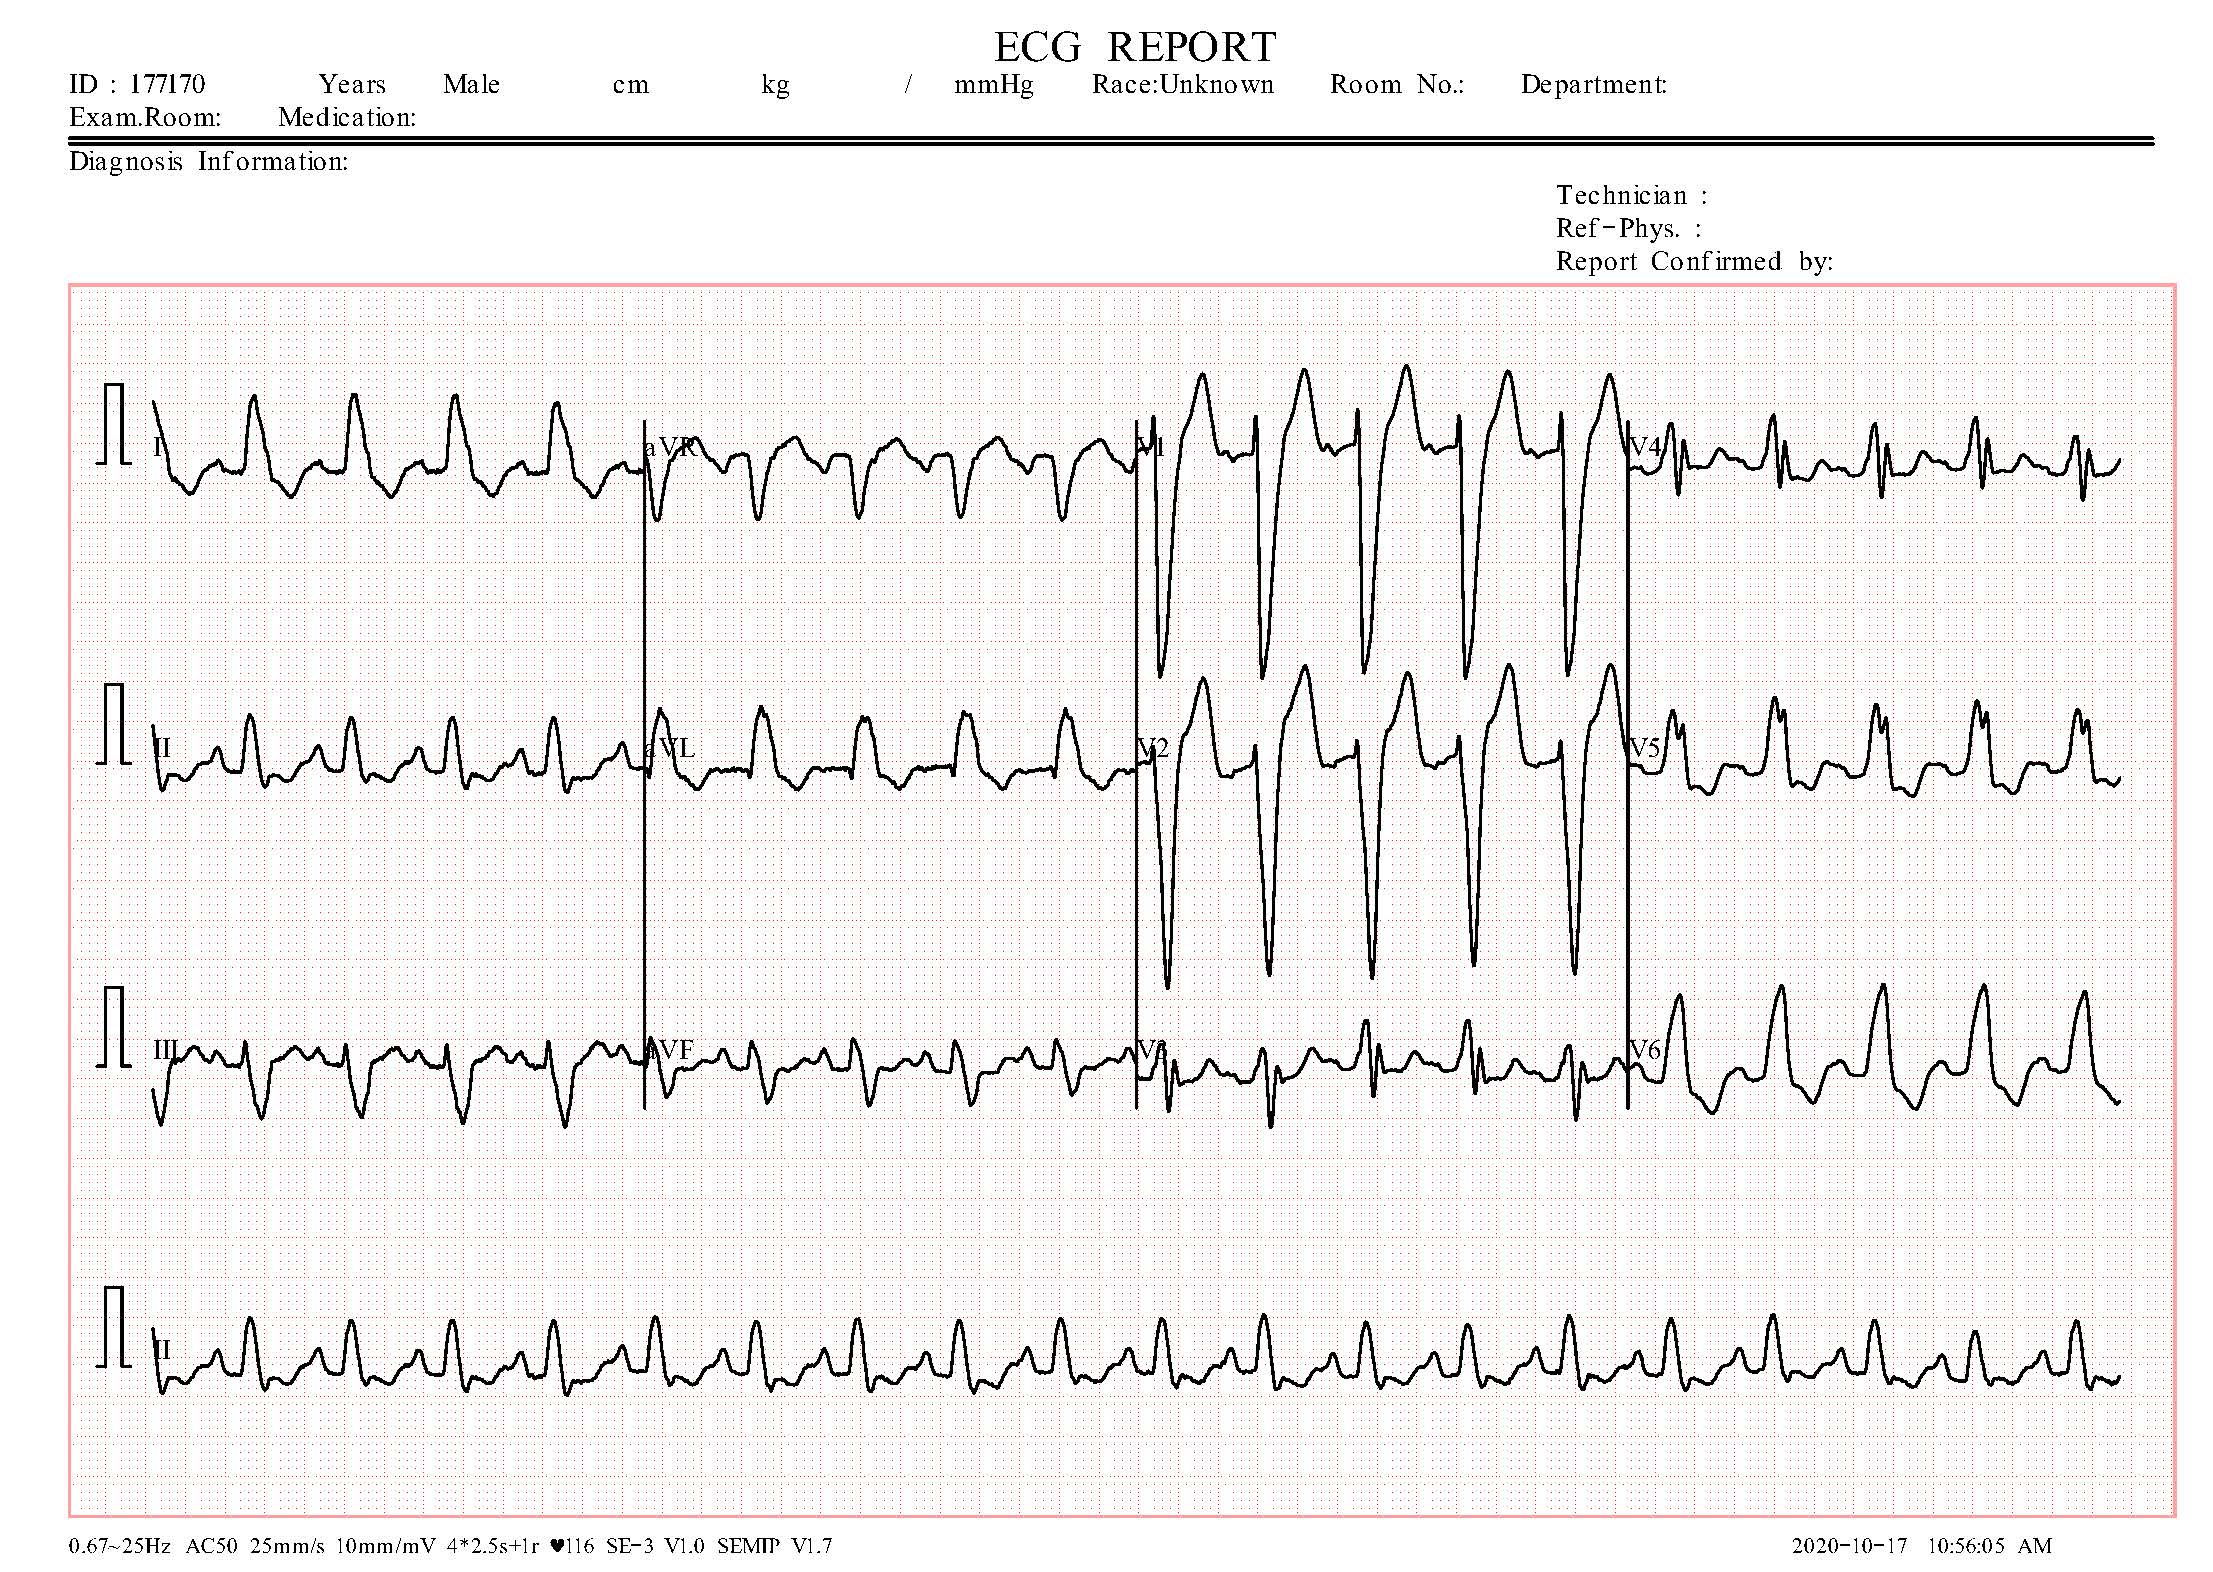 ECG REPORT
ID : 177170 Years Male cm kg / mmHg Race:Unknown Room No.: Department:
Exam.Room: Medication:
Diagnosis Information:
Technician :
Ref-Phys. :
Report Confirmed by:
I aVR V1 V4
II aVL V2 V5
III aVF V3 V6
II
0.67~25Hz AC50 25mm/s 10mm/mV 4*2.5s+1r ♥116 SE-3 V1.0 SEMIP V1.7 2020-10-17 10:56:05 AM